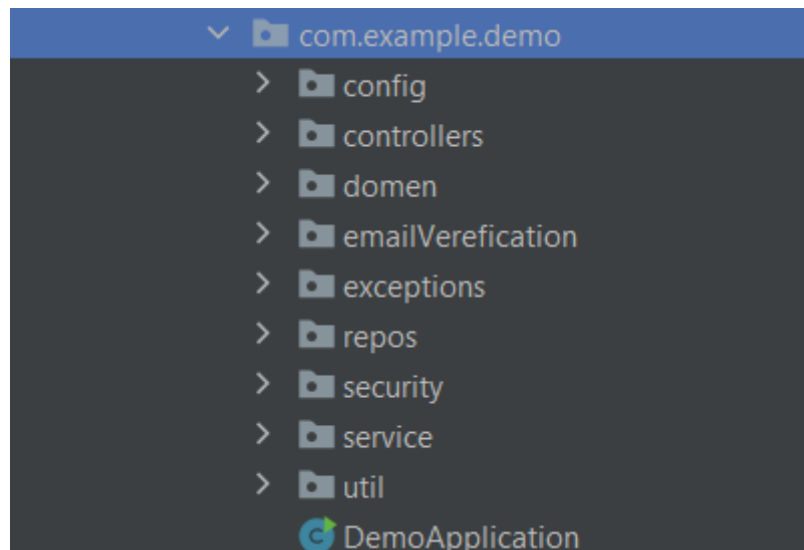 com.example.demo
config
controllers
domen
emailVerefication
exceptions
repos
security
service
util
DemoApplication